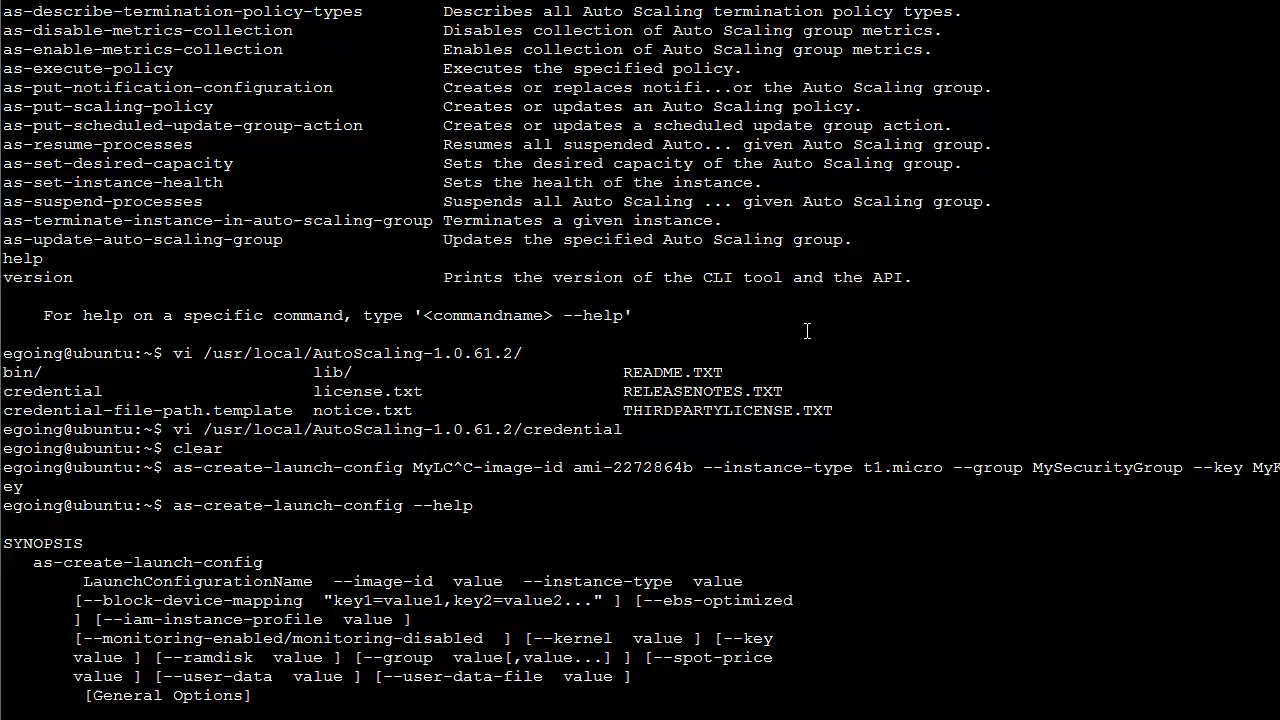 as-describe-termination-policy-types        Describes all Auto Scaling termination policy types.
as-disable-metrics-collection               Disables collection of Auto Scaling group metrics.
as-enable-metrics-collection                Enables collection of Auto Scaling group metrics.
as-execute-policy                           Executes the specified policy.
as-put-notification-configuration           Creates or replaces notifi...or the Auto Scaling group.
as-put-scaling-policy                       Creates or updates an Auto Scaling policy.
as-put-scheduled-update-group-action        Creates or updates a scheduled update group action.
as-resume-processes                         Resumes all suspended Auto... given Auto Scaling group.
as-set-desired-capacity                     Sets the desired capacity of the Auto Scaling group.
as-set-instance-health                      Sets the health of the instance.
as-suspend-processes                        Suspends all Auto Scaling ... given Auto Scaling group.
as-terminate-instance-in-auto-scaling-group Terminates a given instance.
as-update-auto-scaling-group                Updates the specified Auto Scaling group.
help
version                                     Prints the version of the CLI tool and the API.
    For help on a specific command, type '<commandname> --help'
egoing@ubuntu:~$ vi /usr/local/AutoScaling-1.0.61.2/
bin/                           lib/                           README.TXT
credential                     license.txt                    RELEASENOTES.TXT
credential-file-path.template  notice.txt                     THIRDPARTYLICENSE.TXT
egoing@ubuntu:~$ vi /usr/local/AutoScaling-1.0.61.2/credential
egoing@ubuntu:~$ clear
egoing@ubuntu:~$ as-create-launch-config MyLC^C-image-id ami-2272864b --instance-type t1.micro --group MySecurityGroup --key MyK
ey
egoing@ubuntu:~$ as-create-launch-config --help
SYNOPSIS
   as-create-launch-config
        LaunchConfigurationName  --image-id  value  --instance-type  value
       [--block-device-mapping  "key1=value1,key2=value2..." ] [--ebs-optimized
       ] [--iam-instance-profile  value ]
       [--monitoring-enabled/monitoring-disabled  ] [--kernel  value ] [--key
       value ] [--ramdisk  value ] [--group  value[,value...] ] [--spot-price
       value ] [--user-data  value ] [--user-data-file  value ]
        [General Options]